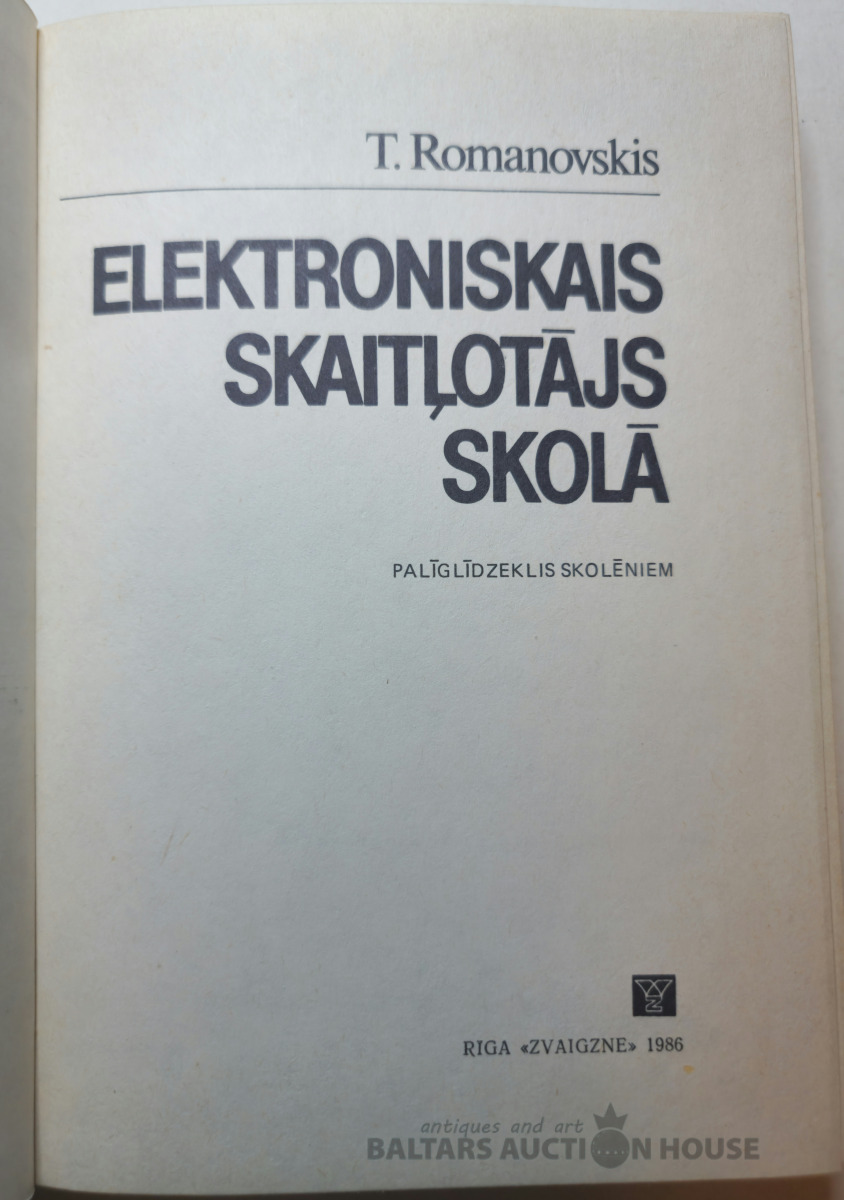 T. Romanovskis
ELEKTRONISKAIS
SKAITĻOTĀJS
SKOLĀ
PALĪGLĪDZEKLIS SKOLĒNIEM
RIGA «ZVAIGZNE» 1986
antiques and art
BALTARS AUCTION HOUSE